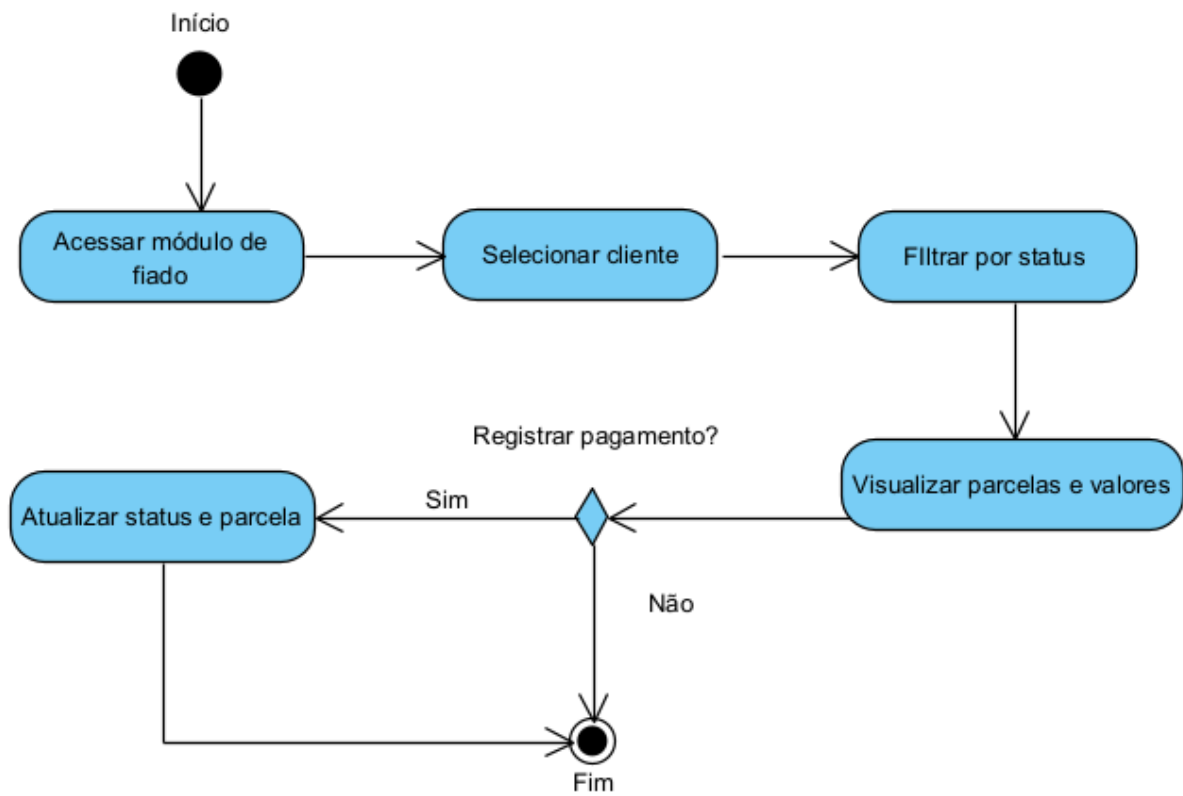 Início
Acessar módulo de
fiado
Selecionar cliente
FIltrar por status
Registrar pagamento?
Visualizar parcelas e valores
Sim
Atualizar status e parcela
Não
Fim